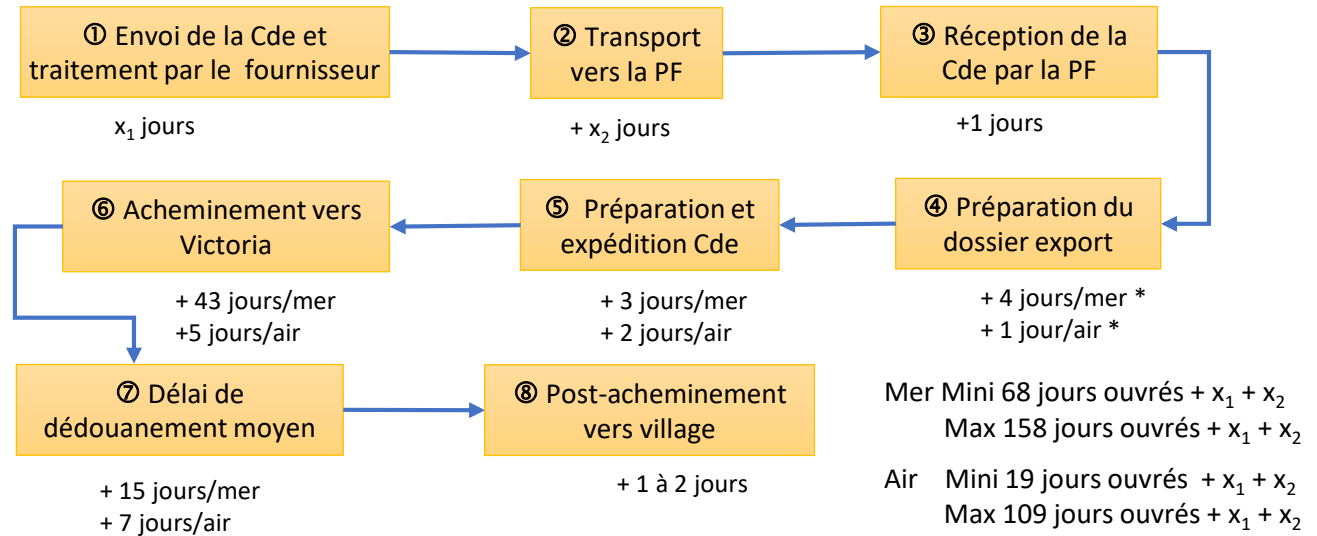 ① Envoi de la Cde et
traitement par le fournisseur
x₁ jours
② Transport
vers la PF
+ x₂ jours
③ Réception de la
Cde par la PF
+1 jours
④ Préparation du
dossier export
+ 4 jours/mer *
+ 1 jour/air *
⑤ Préparation et
expédition Cde
+ 3 jours/mer
+ 2 jours/air
⑥ Acheminement vers
Victoria
+ 43 jours/mer
+5 jours/air
⑦ Délai de
dédouanement moyen
+ 15 jours/mer
+ 7 jours/air
⑧ Post-acheminement
vers village
+ 1 à 2 jours
Mer Mini 68 jours ouvrés + x₁ + x₂
Max 158 jours ouvrés + x₁ + x₂
Air Mini 19 jours ouvrés + x₁ + x₂
Max 109 jours ouvrés + x₁ + x₂